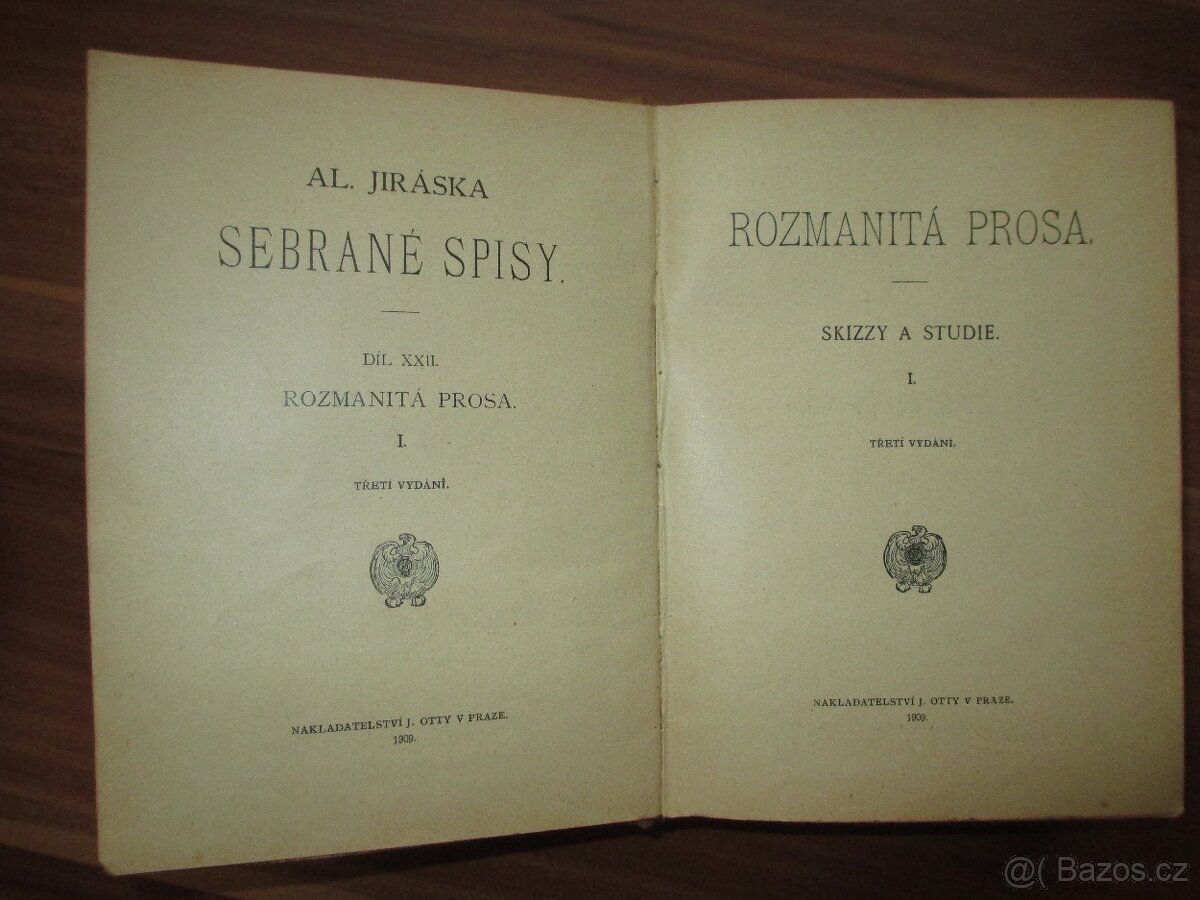 AL. JIRÁSKA
SEBRANÉ SPISY.
DÍL XXII.
ROZMANITÁ PROSA.
I.
TŘETÍ VYDÁNÍ.
NAKLADATELSTVÍ J. OTTY V PRAZE.
1909.
ROZMANITÁ PROSA.
SKIZZY A STUDIE.
I.
TŘETÍ VYDÁNÍ.
NAKLADATELSTVÍ J. OTTY V PRAZE.
1909.
@( Bazos.cz